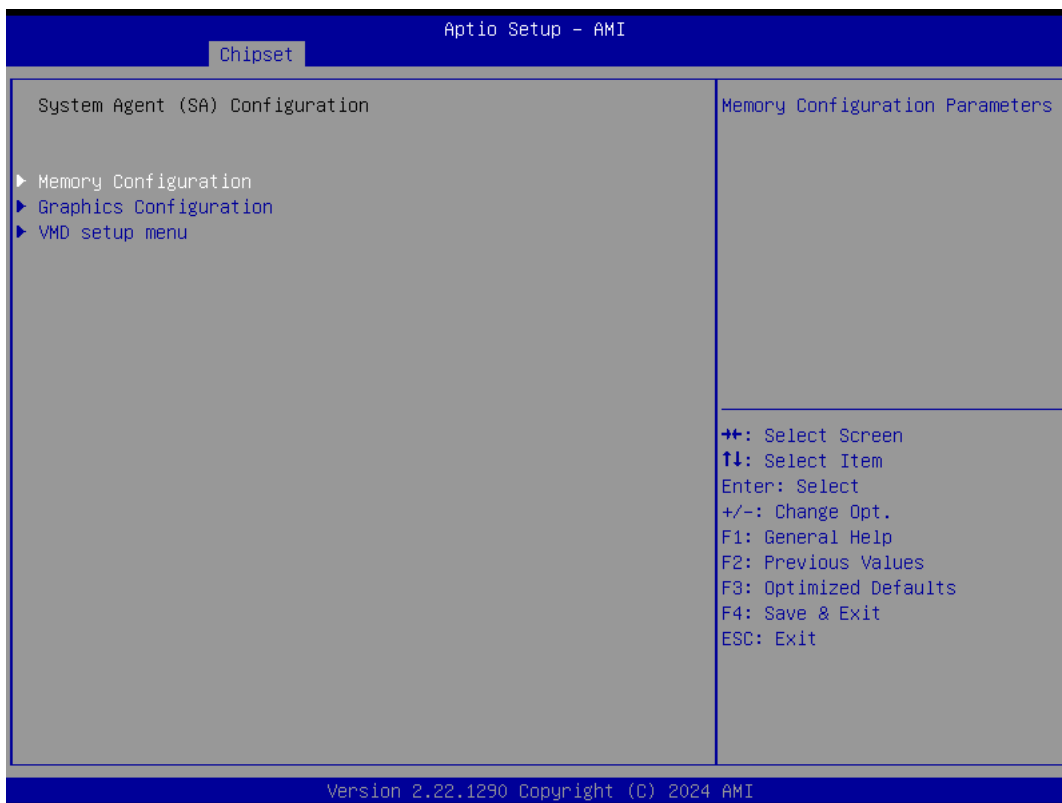 Aptio Setup – AMI
Chipset
System Agent (SA) Configuration
▶ Memory Configuration
▶ Graphics Configuration
▶ VMD setup menu
Memory Configuration Parameters
→←: Select Screen
↑↓: Select Item
Enter: Select
+/-: Change Opt.
F1: General Help
F2: Previous Values
F3: Optimized Defaults
F4: Save & Exit
ESC: Exit
Version 2.22.1290 Copyright (C) 2024 AMI